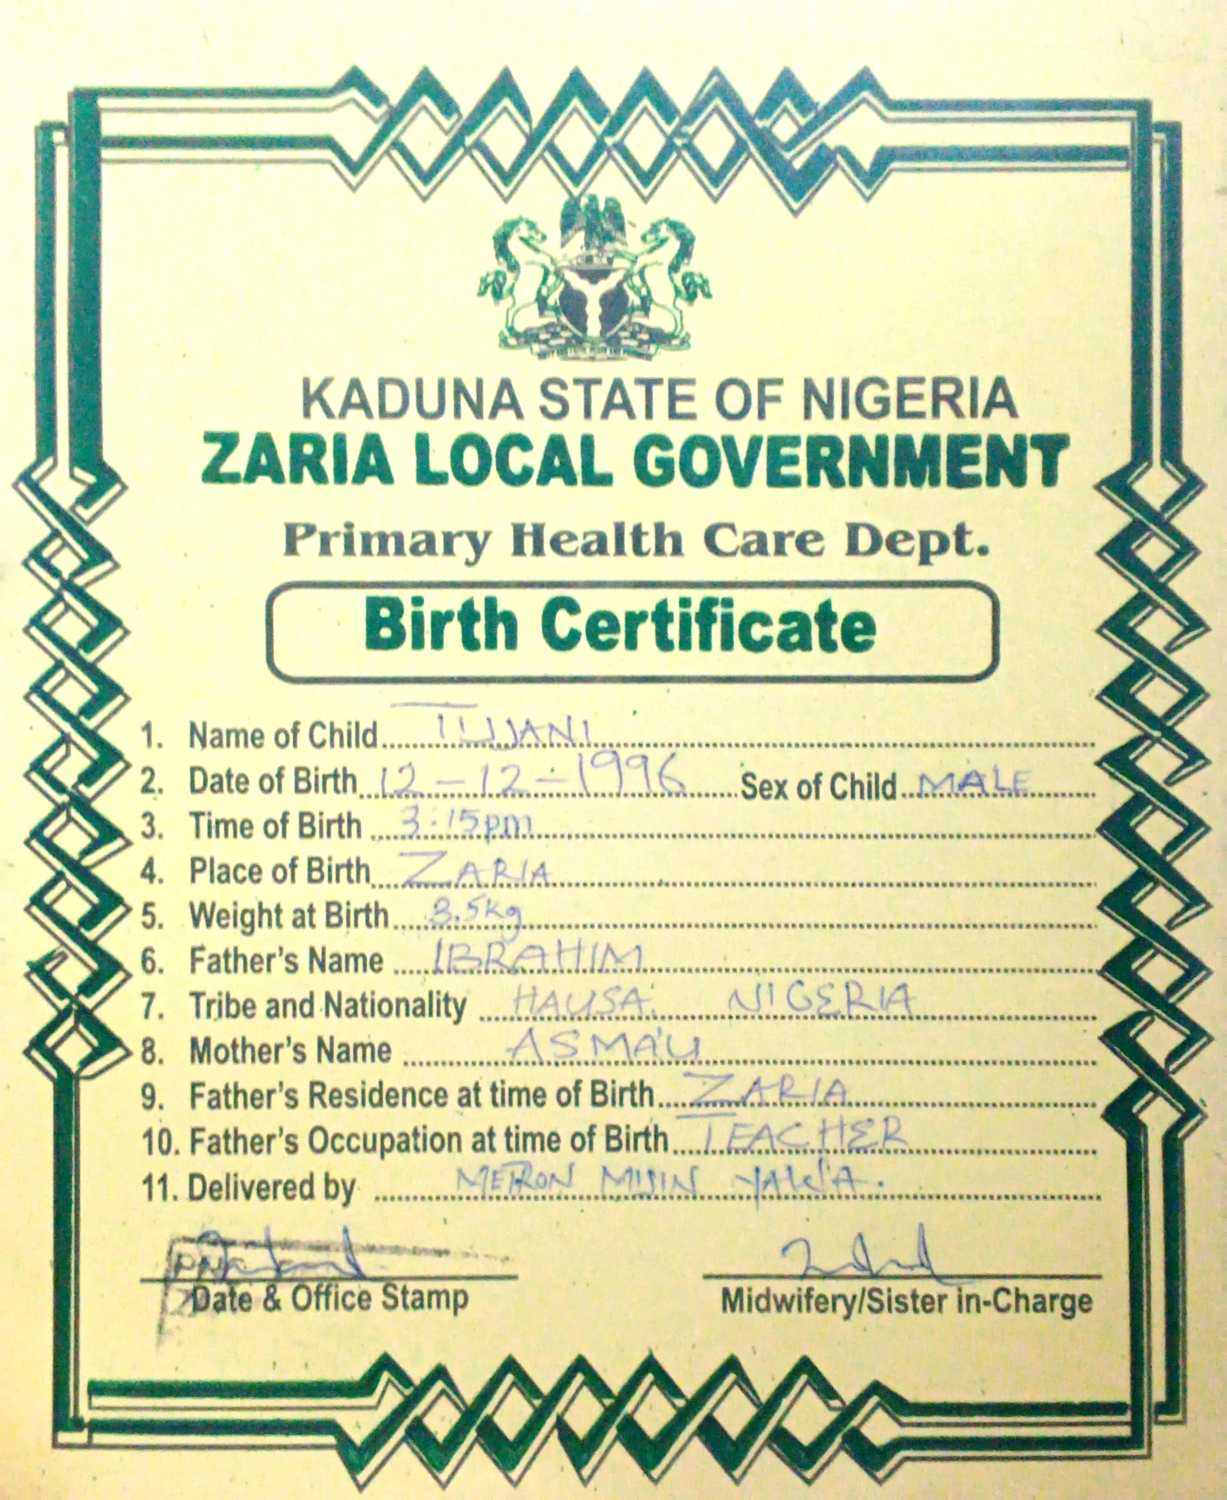 KADUNA STATE OF NIGERIA
ZARIA LOCAL GOVERNMENT
Primary Health Care Dept.
Birth Certificate
1. Name of Child TIJJANI
2. Date of Birth 12-12-1996 Sex of Child MALE
3. Time of Birth 3:15pm
4. Place of Birth ZARIA
5. Weight at Birth 3.5kg
6. Father's Name IBRAHIM
7. Tribe and Nationality HAUSA. NIGERIA
8. Mother's Name ASMA'U
9. Father's Residence at time of Birth ZARIA
10. Father's Occupation at time of Birth TEACHER
11. Delivered by METRON MIJIN YAWA.
Date & Office Stamp Midwifery/Sister in-Charge